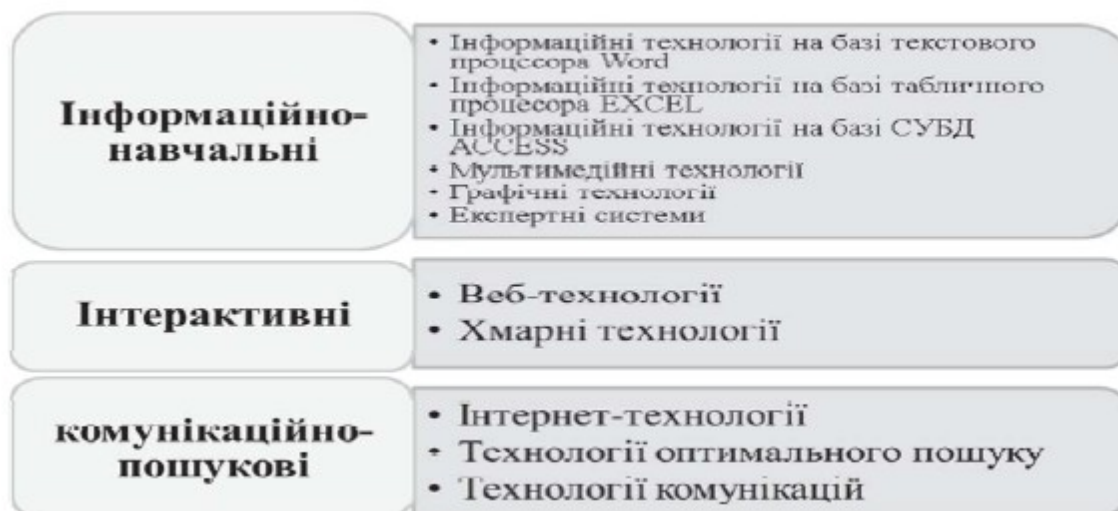 Інформаційно-
навчальні
• Інформаційні технології на базі текстового
процессора Word
• Інформаційні технології на базі табличного
процесора EXCEL
• Інформаційні технології на базі СУБД
ACCESS
• Мультимедійні технології
• Графічні технології
• Експертні системи
Інтерактивні
• Веб-технології
• Хмарні технології
комунікаційно-
пошукові
• Інтернет-технології
• Технології оптимального пошуку
• Технології комунікацій